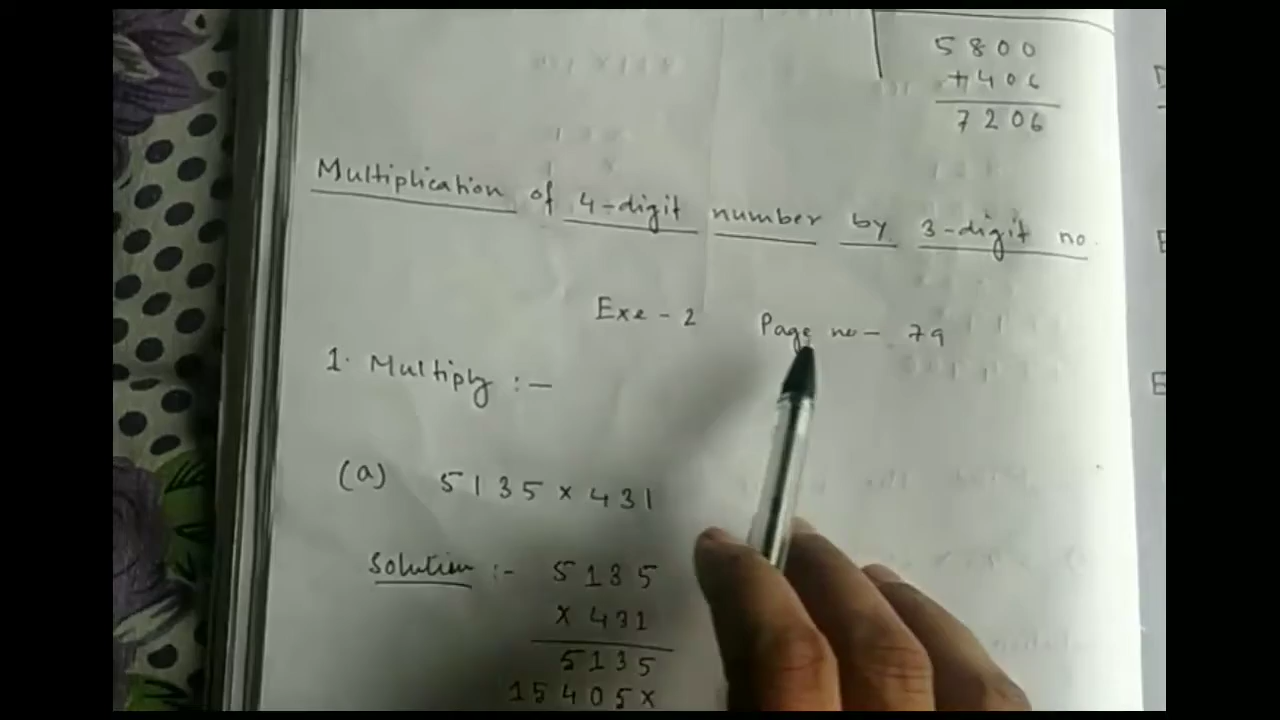 5800
+406
7206
Multiplication of 4-digit number by 3-digit no.
Exe - 2 Page no - 79
1. Multiply :-
(a) 5135 x 431
Solution :- 5135
x 431
5135
15405x